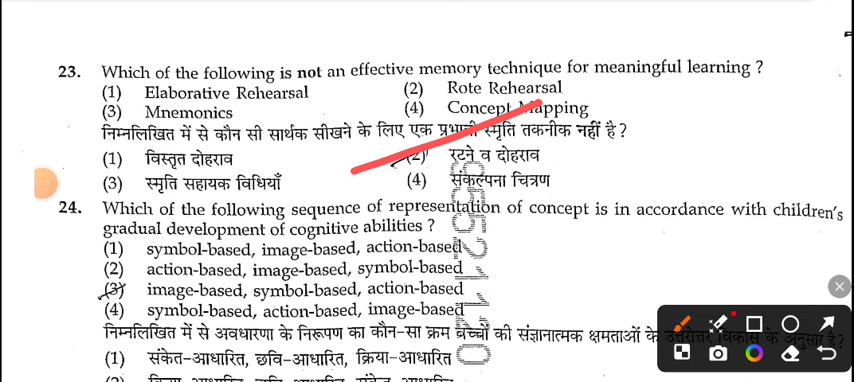 23. Which of the following is not an effective memory technique for meaningful learning ?
(1) Elaborative Rehearsal (2) Rote Rehearsal
(3) Mnemonics (4) Concept Mapping
निम्नलिखित में से कौन सी सार्थक सीखने के लिए एक प्रभावी स्मृति तकनीक नहीं है ?
(1) विस्तृत दोहराव (2) रटने व दोहराव
(3) स्मृति सहायक विधियाँ (4) संकल्पना चित्रण
24. Which of the following sequence of representation of concept is in accordance with children's
gradual development of cognitive abilities ?
(1) symbol-based, image-based, action-based
(2) action-based, image-based, symbol-based
(3) image-based, symbol-based, action-based
(4) symbol-based, action-based, image-based
निम्नलिखित में से अवधारणा के निरूपण का कौन-सा क्रम बच्चों की संज्ञानात्मक क्षमताओं के उत्तरोत्तर विकास के अनुसार है?
(1) संकेत-आधारित, छवि-आधारित, क्रिया-आधारित